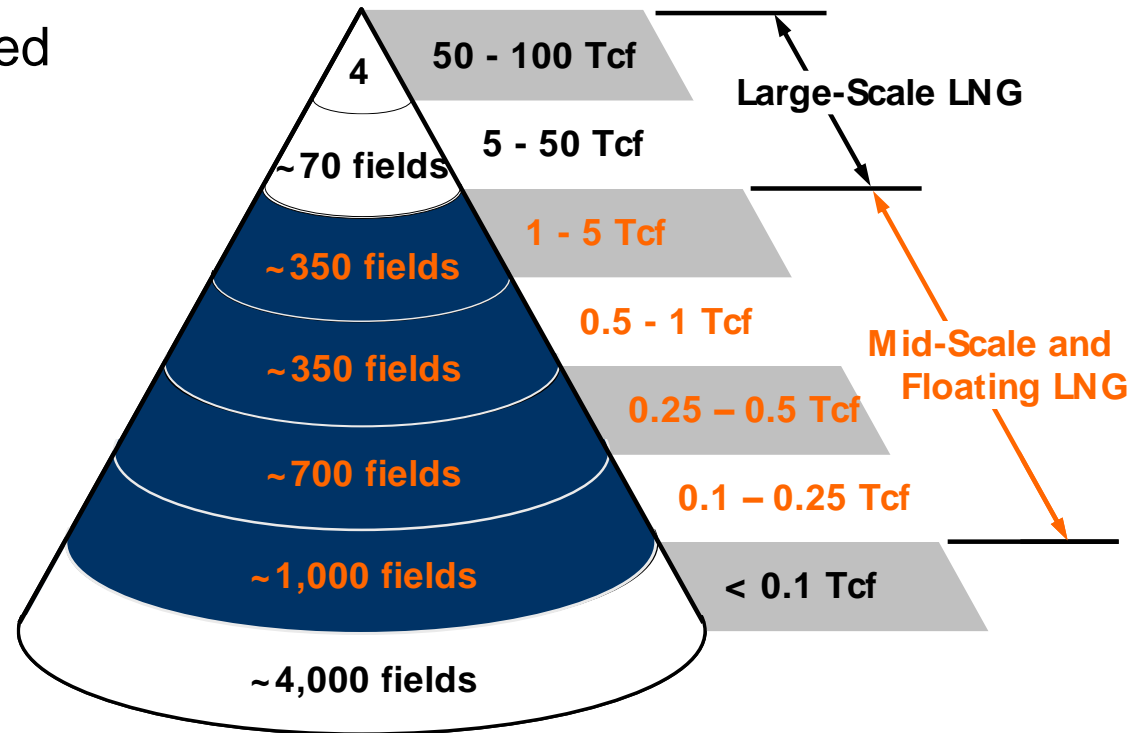 ed
4
50 - 100 Tcf
Large-Scale LNG
~70 fields
5 - 50 Tcf
~350 fields
1 - 5 Tcf
~350 fields
0.5 - 1 Tcf
Mid-Scale and
Floating LNG
~700 fields
0.25 – 0.5 Tcf
~1,000 fields
0.1 – 0.25 Tcf
~4,000 fields
< 0.1 Tcf